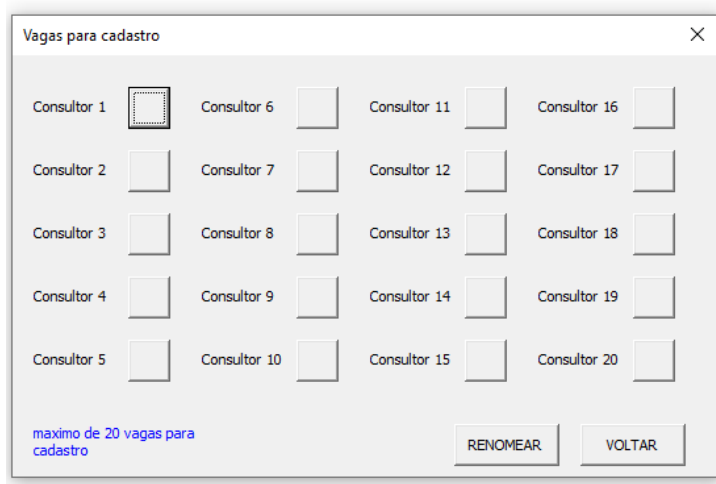 Vagas para cadastro
Consultor 1
Consultor 6
Consultor 11
Consultor 16
Consultor 2
Consultor 7
Consultor 12
Consultor 17
Consultor 3
Consultor 8
Consultor 13
Consultor 18
Consultor 4
Consultor 9
Consultor 14
Consultor 19
Consultor 5
Consultor 10
Consultor 15
Consultor 20
maximo de 20 vagas para
cadastro
RENOMEAR
VOLTAR